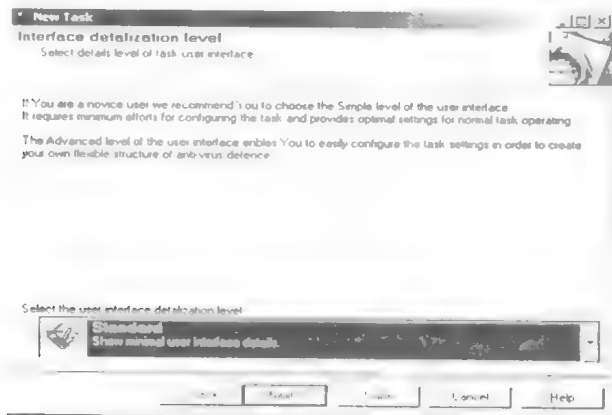 New Task
Interface detalization level
Select details level of task user interface
If You are a novice user we recommend You to choose the Simple level of the user interface
It requires minimum efforts for configuring the task and provides optimal settings for normal task operating
The Advanced level of the user interface enables You to easily configure the task settings in order to create
your own flexible structure of anti-virus defence
Select the user interface detalization level
Standard
Show minimal user interface details.
Cancel Help